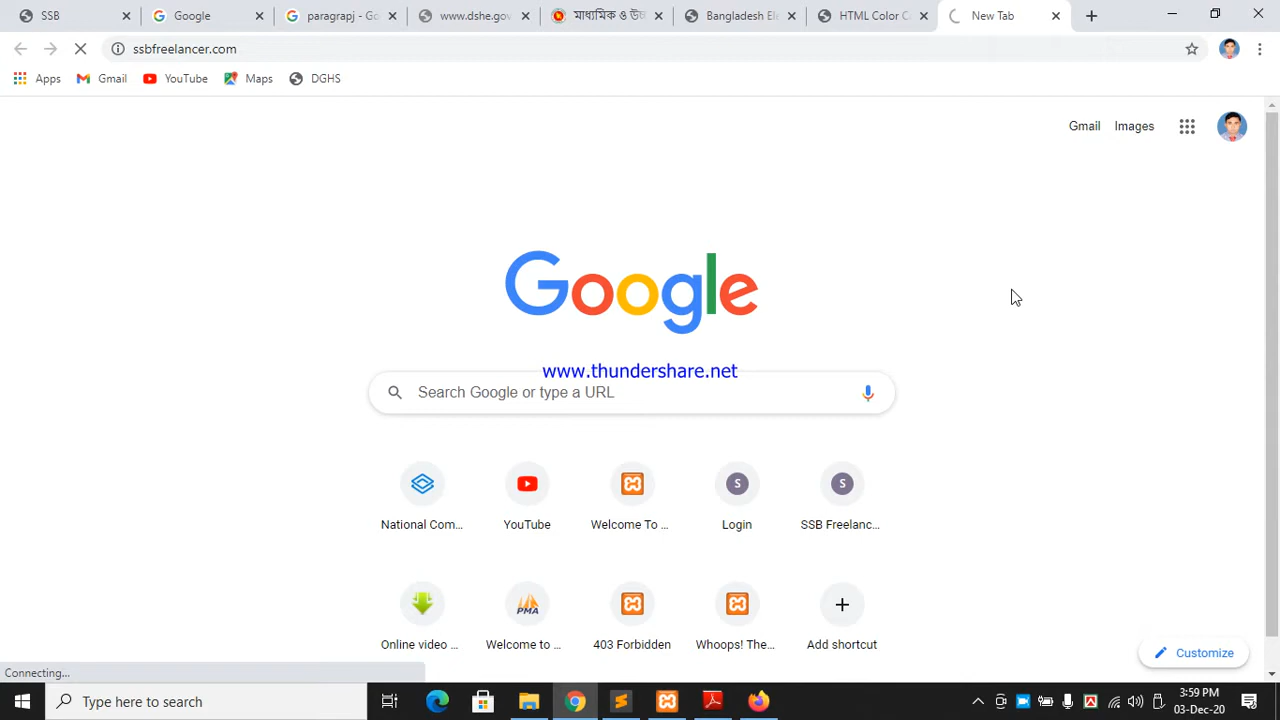 SSB
Google
paragrapj - Go
www.dshe.gov
মাধ্যমিক ও উচ
Bangladesh El
HTML Color C
New Tab
ssbfreelancer.com
Apps
Gmail
YouTube
Maps
DGHS
Gmail
Images
Google
www.thundershare.net
Search Google or type a URL
National Com...
YouTube
Welcome To ...
S
Login
S
SSB Freelanc...
Online video ...
PMA
Welcome to ...
403 Forbidden
Whoops! The...
Add shortcut
Customize
Connecting...
Type here to search
3:59 PM
03-Dec-20